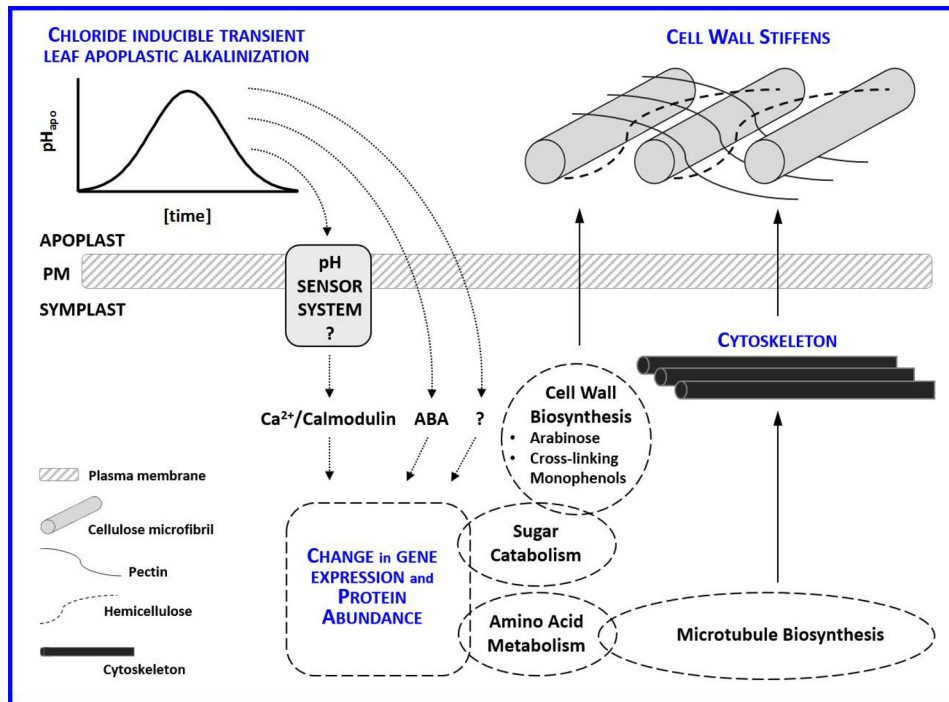 CHLORIDE INDUCIBLE TRANSIENT
LEAF APOPLASTIC ALKALINIZATION
pHapo
[time]
CELL WALL STIFFENS
APOPLAST
PM
SYMPLAST
pH
SENSOR
SYSTEM
?
CYTOSKELETON
Ca²⁺/Calmodulin
ABA
?
Cell Wall
Biosynthesis
• Arabinose
• Cross-linking
Monophenols
Plasma membrane
Cellulose microfibril
Pectin
Hemicellulose
Cytoskeleton
CHANGE in GENE
EXPRESSION and
PROTEIN
ABUNDANCE
Sugar
Catabolism
Amino Acid
Metabolism
Microtubule Biosynthesis